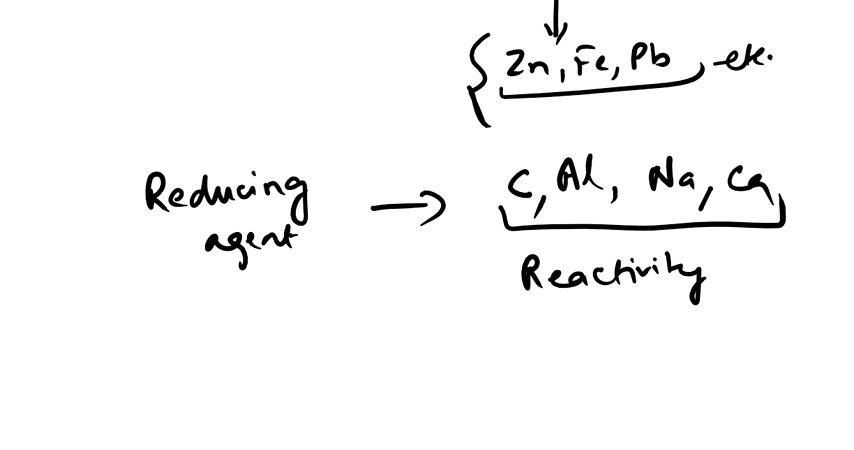 {Zn, Fe, Pb etc.
Reducing agent → C, Al, Na, Ca
Reactivity